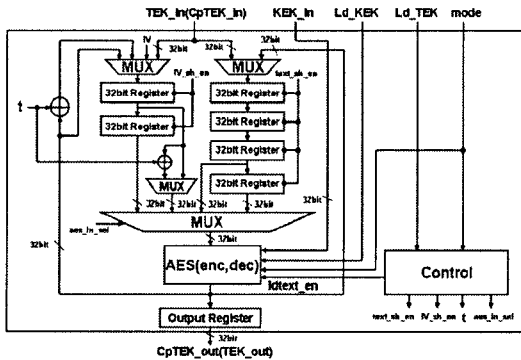 TEK_in(CpTEK_in) KEK_in Ld_KEK Ld_TEK mode
IV
32bit 32bit 32bit 32bit
MUX MUX
IV_sh_en text_sh_en
32bit Register 32bit Register
t
32bit Register 32bit Register
32bit Register
MUX 32bit Register
32bit 32bit 32bit 32bit 32bit
MUX
aes_in_sel
32bit 32bit
AES(enc,dec) Control
ldtext_en
Output Register
text_sh_en IV_sh_en t aes_in_sel
32bit
CpTEK_out(TEK_out)